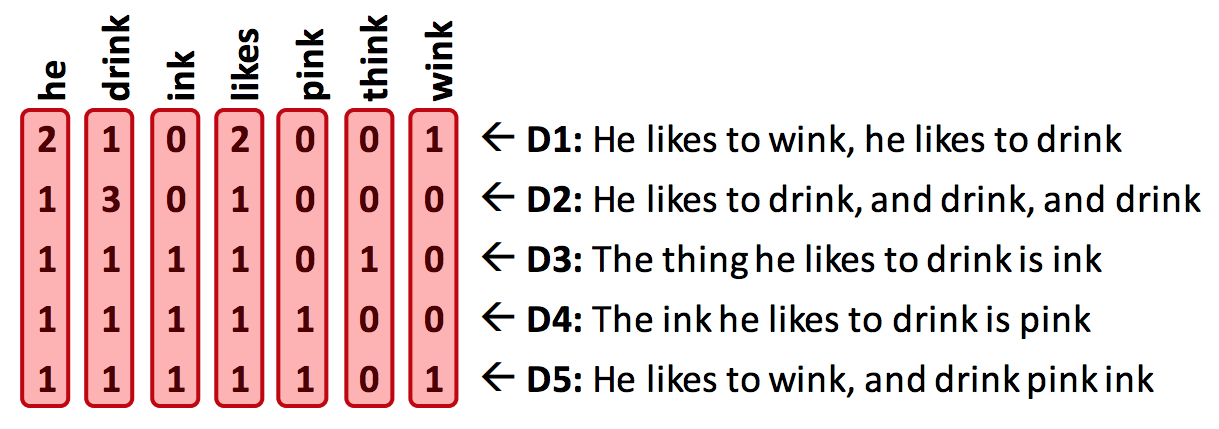 he drink ink likes pink think wink
2 1 0 2 0 0 1 ← D1: He likes to wink, he likes to drink
1 3 0 1 0 0 0 ← D2: He likes to drink, and drink, and drink
1 1 1 1 0 1 0 ← D3: The thing he likes to drink is ink
1 1 1 1 1 0 0 ← D4: The ink he likes to drink is pink
1 1 1 1 1 0 1 ← D5: He likes to wink, and drink pink ink